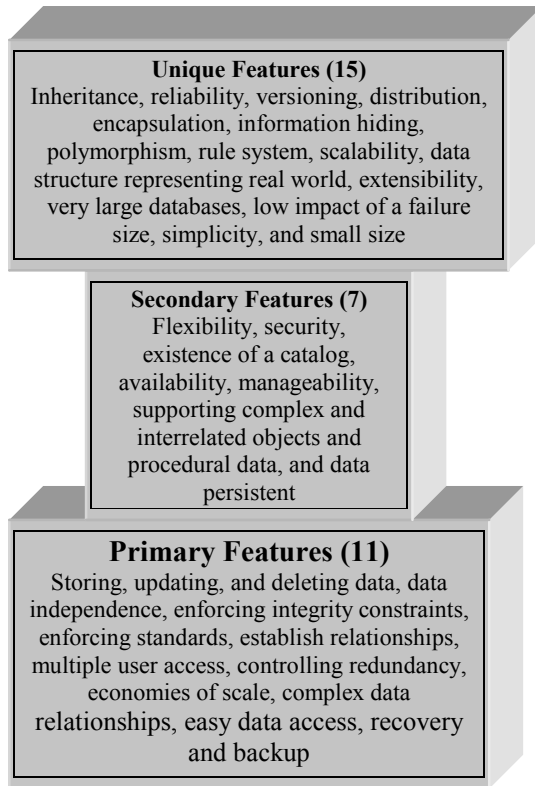 Unique Features (15)
Inheritance, reliability, versioning, distribution,
encapsulation, information hiding,
polymorphism, rule system, scalability, data
structure representing real world, extensibility,
very large databases, low impact of a failure
size, simplicity, and small size
Secondary Features (7)
Flexibility, security,
existence of a catalog,
availability, manageability,
supporting complex and
interrelated objects and
procedural data, and data
persistent
Primary Features (11)
Storing, updating, and deleting data, data
independence, enforcing integrity constraints,
enforcing standards, establish relationships,
multiple user access, controlling redundancy,
economies of scale, complex data
relationships, easy data access, recovery
and backup